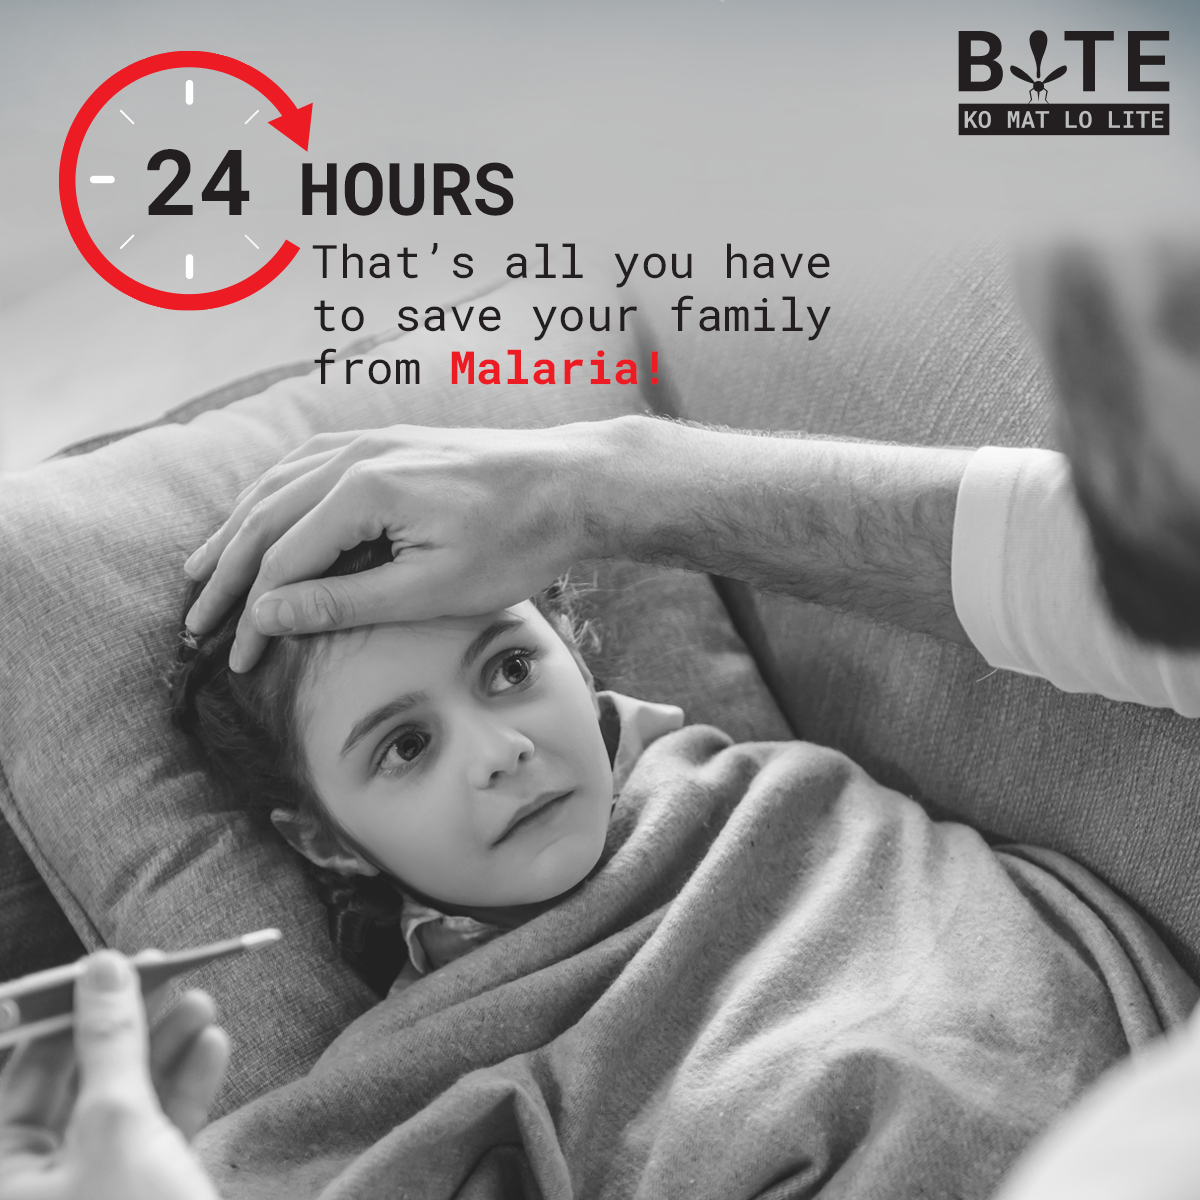 BITE
KO MAT LO LITE
24 HOURS
That's all you have
to save your family
from Malaria!